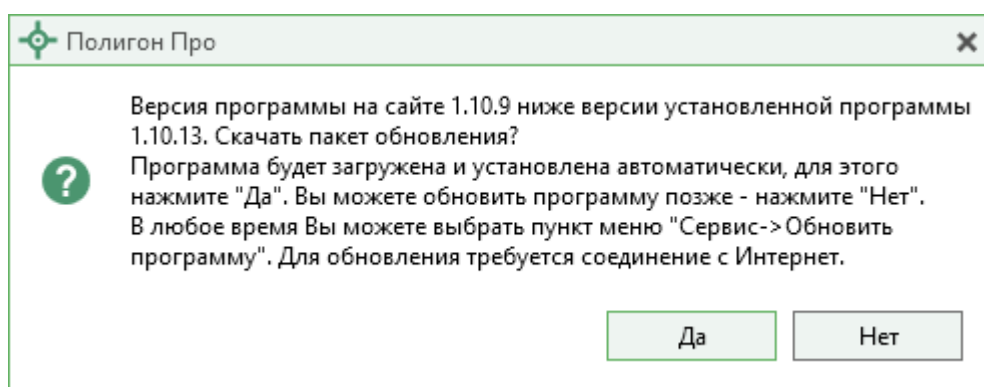 Полигон Про
Версия программы на сайте 1.10.9 ниже версии установленной программы
1.10.13. Скачать пакет обновления?
Программа будет загружена и установлена автоматически, для этого
нажмите "Да". Вы можете обновить программу позже - нажмите "Нет".
В любое время Вы можете выбрать пункт меню "Сервис->Обновить
программу". Для обновления требуется соединение с Интернет.
Да
Нет